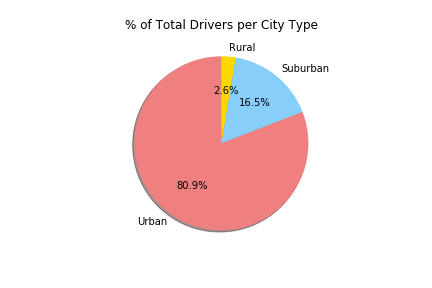 % of Total Drivers per City Type
Rural
Suburban
2.6%
16.5%
80.9%
Urban